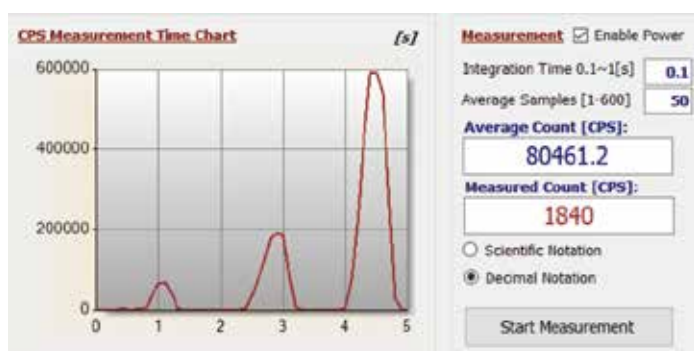 CPS Measurement Time Chart
[s]
600000
400000
200000
0
0 1 2 3 4 5
Measurement Enable Power
Integration Time 0.1~1[s] 0.1
Average Samples [1-600] 50
Average Count [CPS]:
80461.2
Measured Count [CPS]:
1840
Scientific Notation
Decimal Notation
Start Measurement